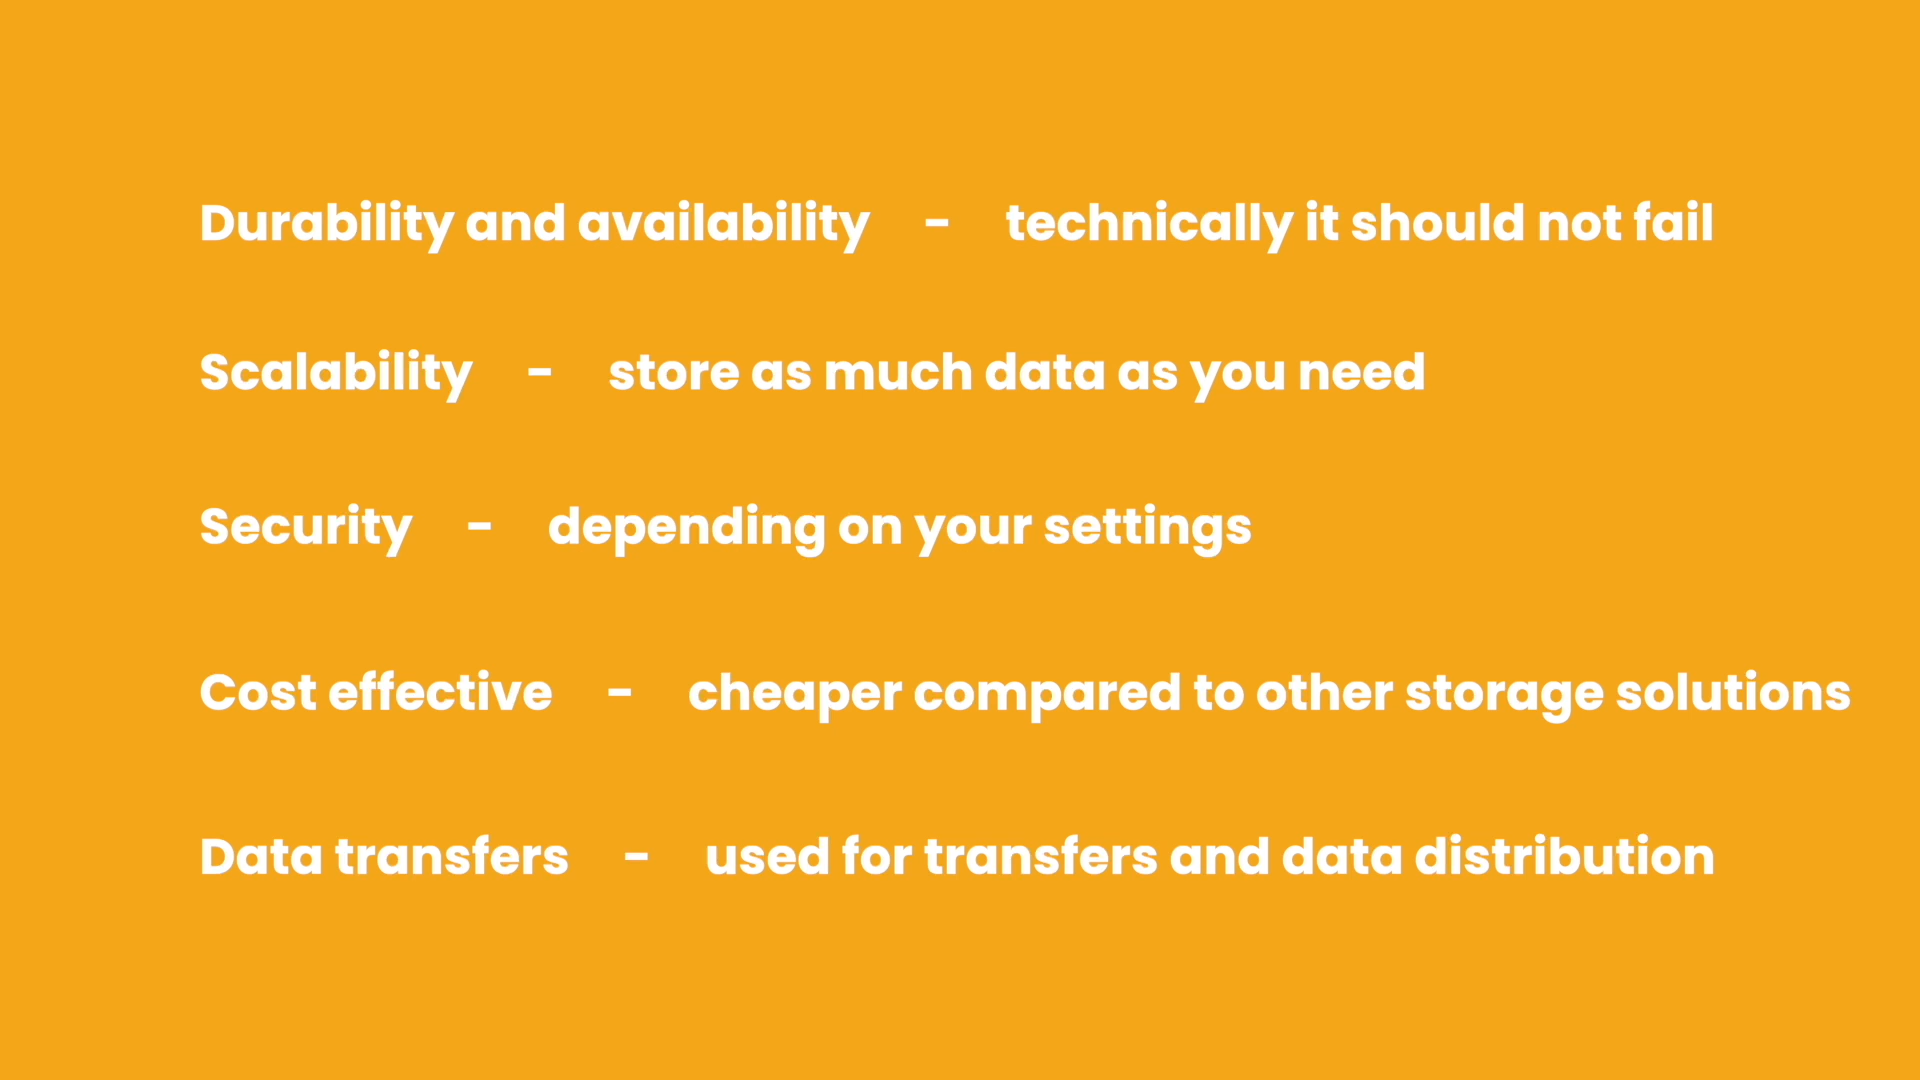 Durability and availability - technically it should not fail
Scalability - store as much data as you need
Security - depending on your settings
Cost effective - cheaper compared to other storage solutions
Data transfers - used for transfers and data distribution